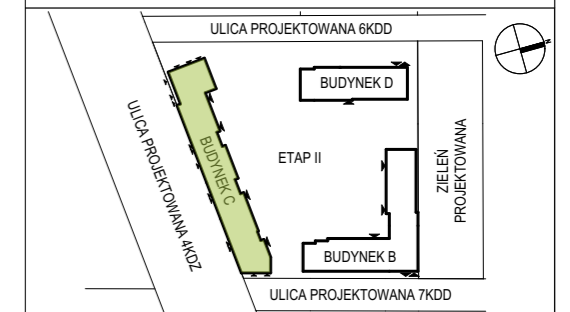 ULICA PROJEKTOWANA 6KDD
N
BUDYNEK D
ULICA PROJEKTOWANA 4KDZ
BUDYNEK C
ETAP II
ZIELEŃ
PROJEKTOWANA
BUDYNEK B
ULICA PROJEKTOWANA 7KDD